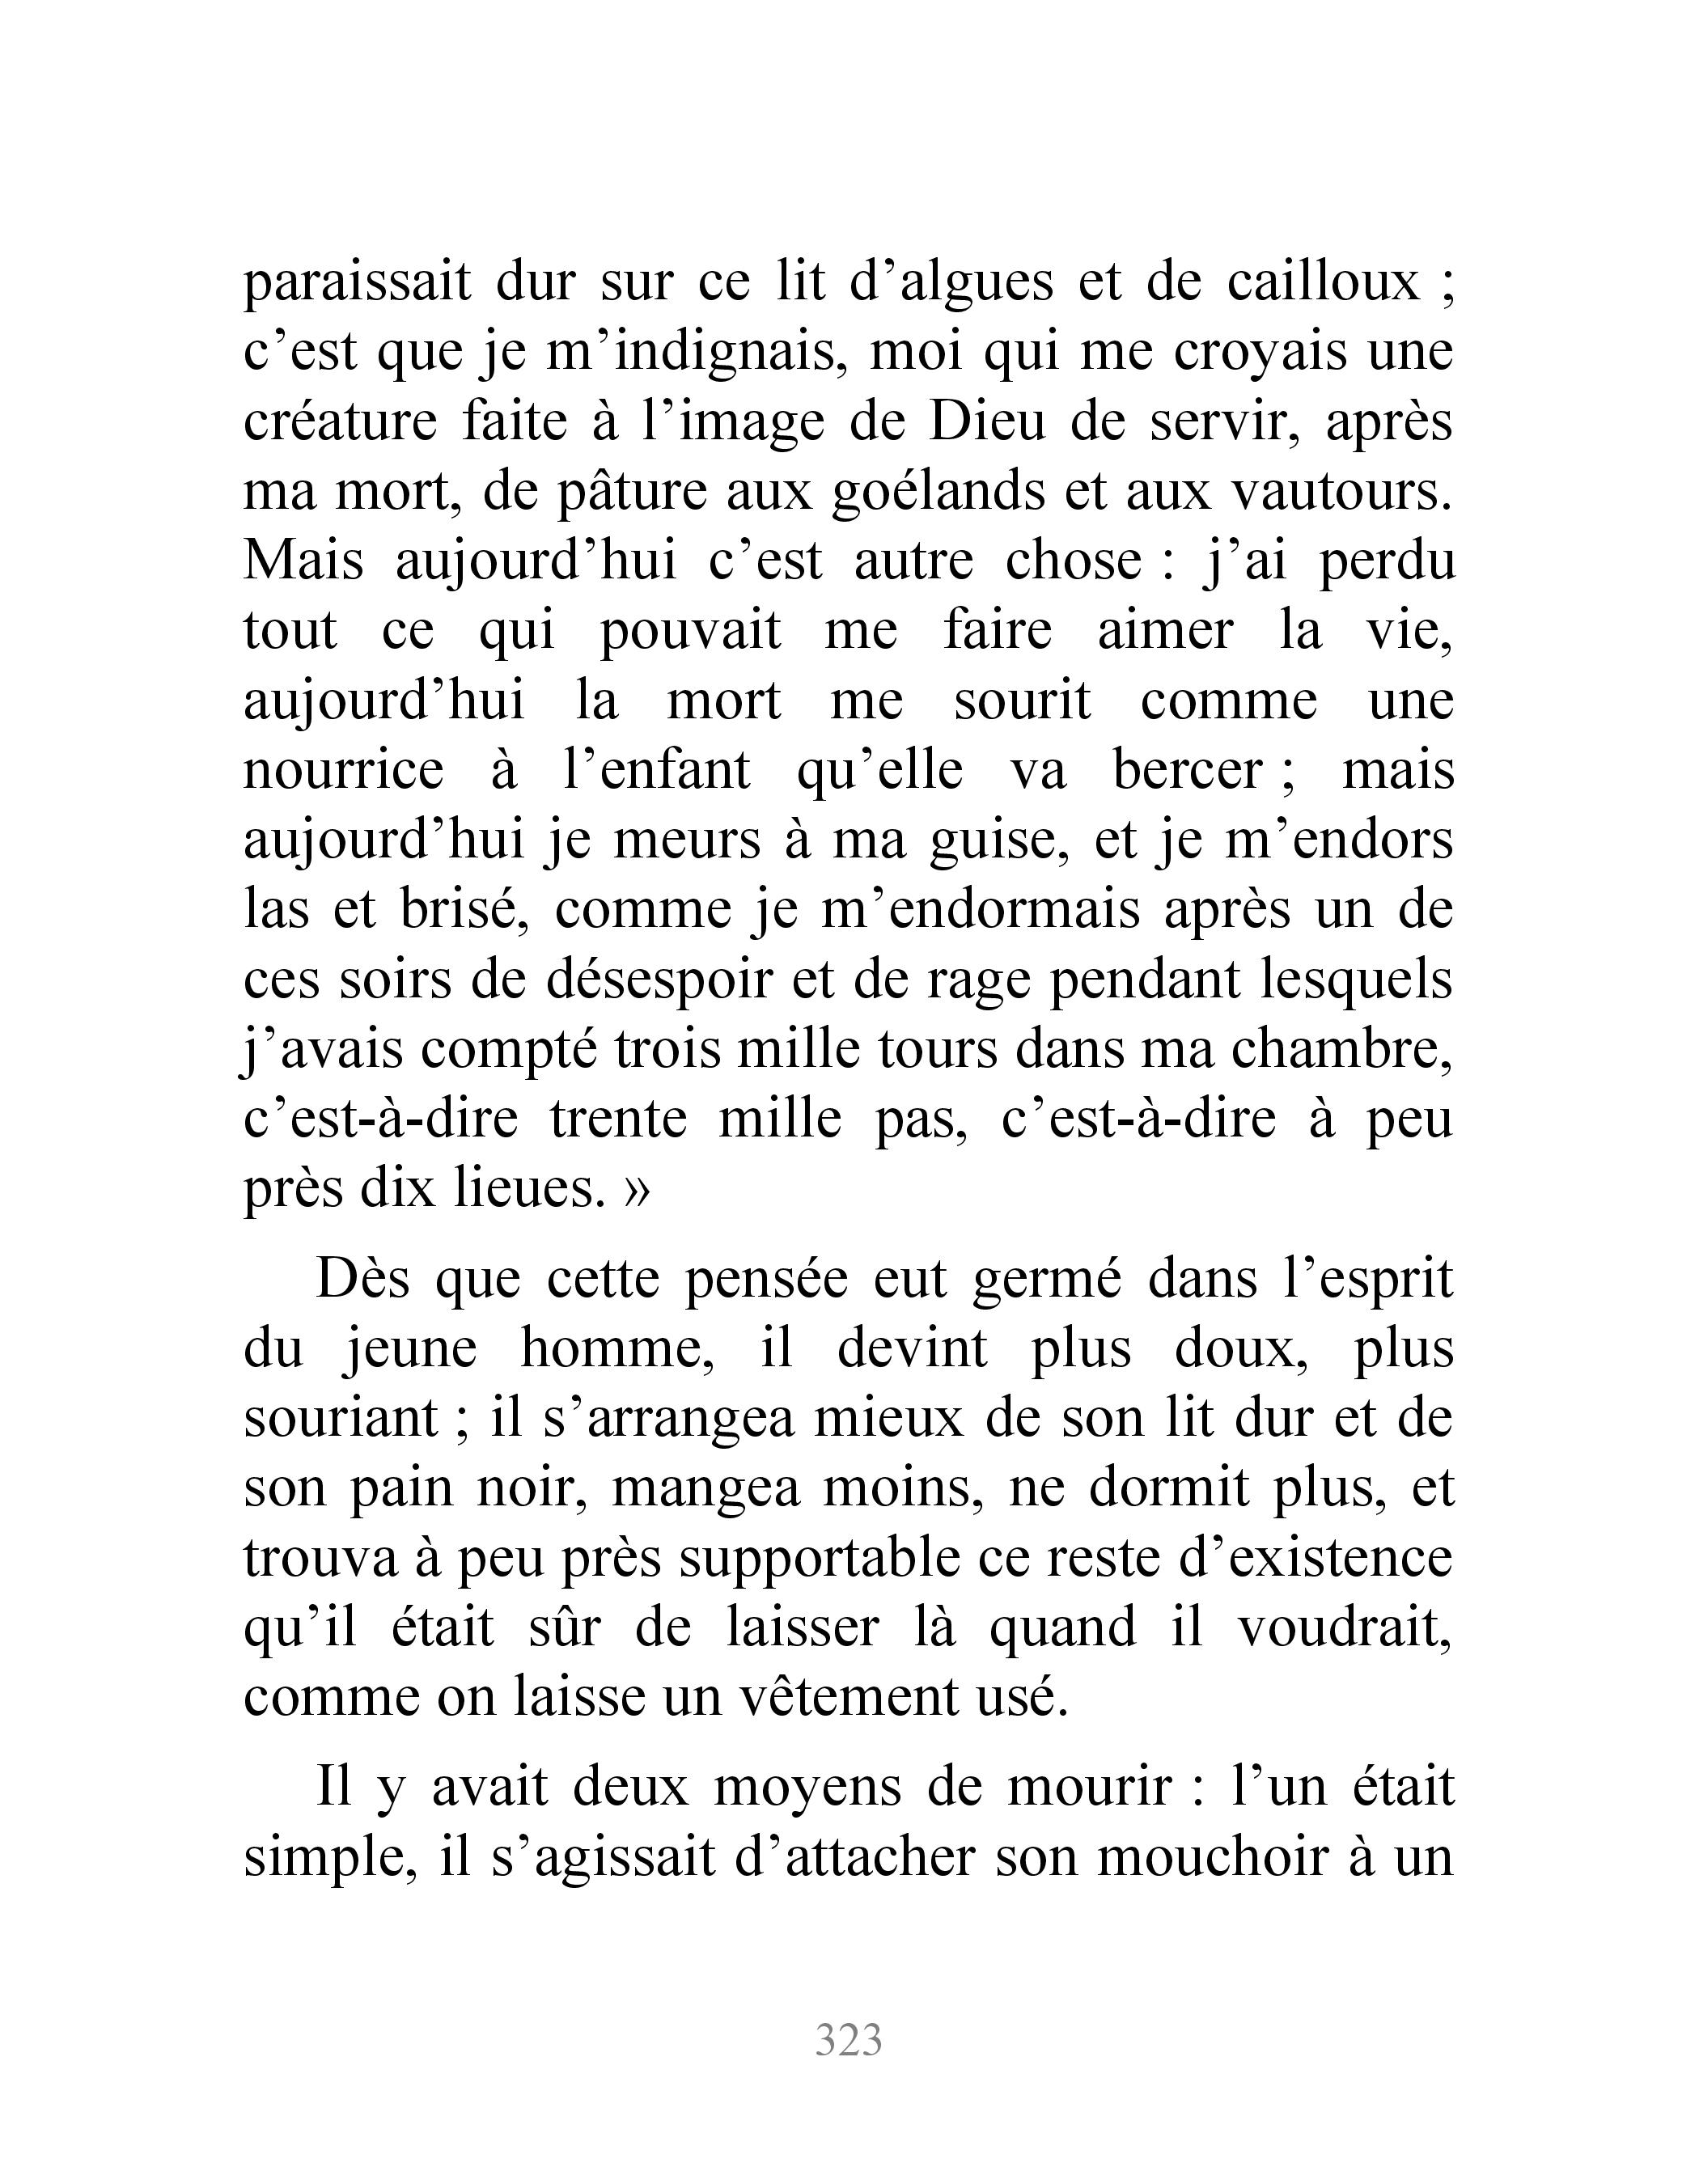 paraissait dur sur ce lit d’algues et de cailloux ;
c’est que je m’indignais, moi qui me croyais une
créature faite à l’image de Dieu de servir, après
ma mort, de pâture aux goélands et aux vautours.
Mais aujourd’hui c’est autre chose : j’ai perdu
tout ce qui pouvait me faire aimer la vie,
aujourd’hui la mort me sourit comme une
nourrice à l’enfant qu’elle va bercer ; mais
aujourd’hui je meurs à ma guise, et je m’endors
las et brisé, comme je m’endormais après un de
ces soirs de désespoir et de rage pendant lesquels
j’avais compté trois mille tours dans ma chambre,
c’est-à-dire trente mille pas, c’est-à-dire à peu
près dix lieues. »
Dès que cette pensée eut germé dans l’esprit
du jeune homme, il devint plus doux, plus
souriant ; il s’arrangea mieux de son lit dur et de
son pain noir, mangea moins, ne dormit plus, et
trouva à peu près supportable ce reste d’existence
qu’il était sûr de laisser là quand il voudrait,
comme on laisse un vêtement usé.
Il y avait deux moyens de mourir : l’un était
simple, il s’agissait d’attacher son mouchoir à un
323